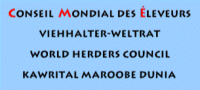 Conseil Mondial des Éleveurs
VIEHHALTER-WELTRAT
WORLD HERDERS COUNCIL
KAWRITAL MAROOBE DUNIA